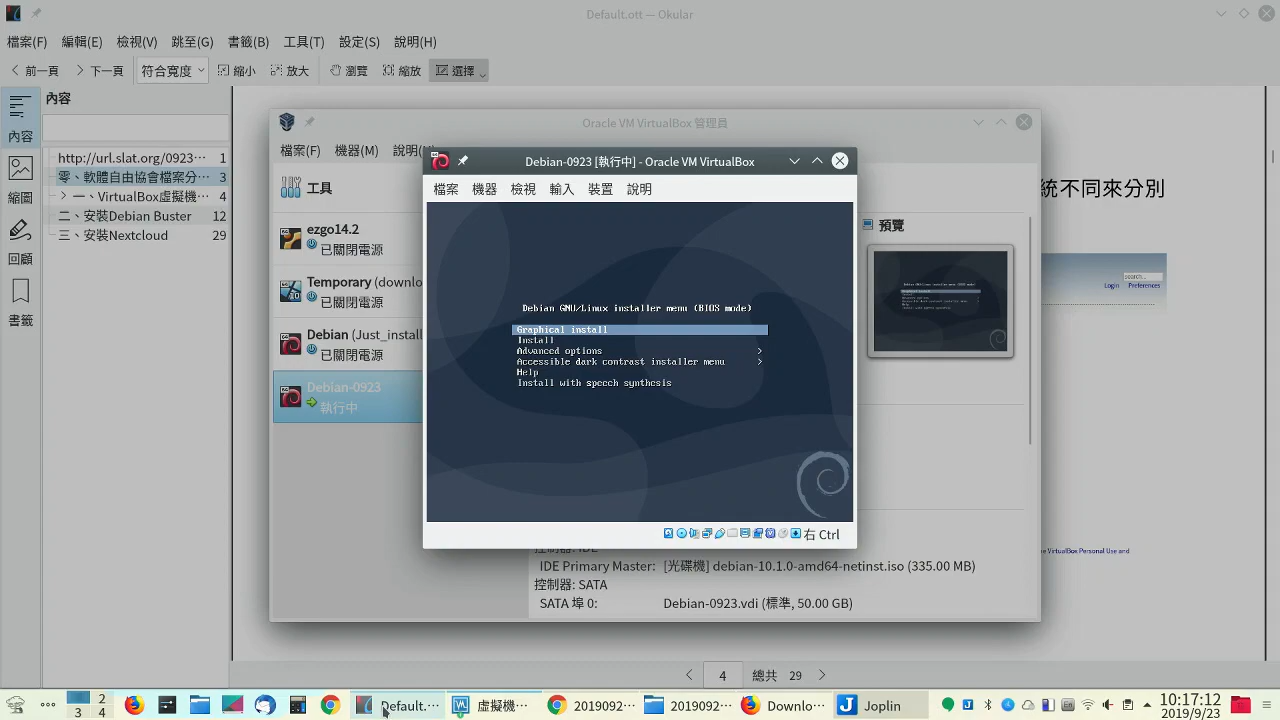 Default.ott — Okular
檔案(F) 編輯(E) 檢視(V) 跳至(G) 書籤(B) 工具(T) 設定(S) 說明(H)
前一頁 下一頁 符合寬度 縮小 放大 瀏覽 縮放 選擇
內容
縮圖
回顧
書籤
內容
http://url.slat.org/0923… 1
零、軟體自由協會檔案分… 3
一、VirtualBox虛擬機… 4
二、安裝Debian Buster 12
三、安裝Nextcloud 29
統不同來分別
search...
Login Preferences
e VirtualBox Personal Use and
Oracle VM VirtualBox 管理員
檔案(F) 機器(M) 說明(
工具
ezgo14.2
已關閉電源
Temporary (downlo
已關閉電源
Debian (Just_install
已關閉電源
Debian-0923
執行中
預覽
控制器: IDE
IDE Primary Master: [光碟機] debian-10.1.0-amd64-netinst.iso (335.00 MB)
控制器: SATA
SATA 埠 0: Debian-0923.vdi (標準, 50.00 GB)
Debian-0923 [執行中] - Oracle VM VirtualBox
檔案 機器 檢視 輸入 裝置 說明
Debian GNU/Linux installer menu (BIOS mode)
Graphical install
Install
Advanced options >
Accessible dark contrast installer menu >
Help
Install with speech synthesis
右 Ctrl
4 總共 29
2
3 4
Default.…
虛擬機…
2019092…
2019092…
Downlo…
Joplin
En
10:17:12
2019/9/23